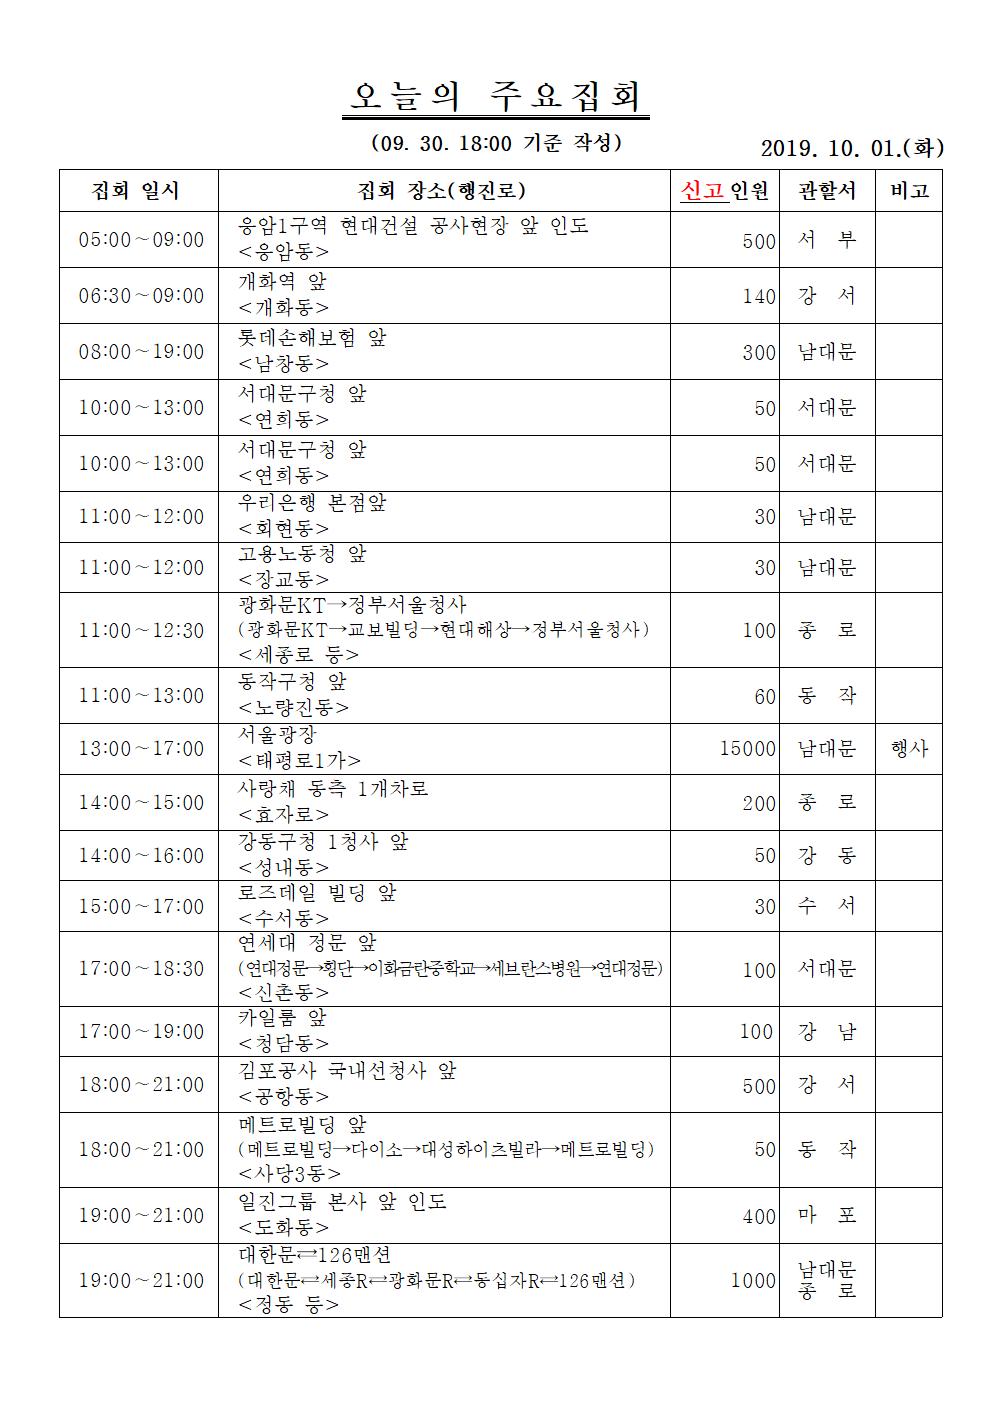 오늘의 주요집회
(09. 30. 18:00 기준 작성)
2019. 10. 01.(화)
집회 일시 집회 장소(행진로) 신고인원 관할서 비고
05:00~09:00 응암1구역 현대건설 공사현장 앞 인도 500 서 부
<응암동>
06:30~09:00 개화역 앞 140 강 서
<개화동>
08:00~19:00 롯데손해보험 앞 300 남대문
<남창동>
10:00~13:00 서대문구청 앞 50 서대문
<연희동>
10:00~13:00 서대문구청 앞 50 서대문
<연희동>
11:00~12:00 우리은행 본점앞 30 남대문
<회현동>
11:00~12:00 고용노동청 앞 30 남대문
<장교동>
11:00~12:30 광화문KT→정부서울청사 100 종 로
(광화문KT→교보빌딩→현대해상→정부서울청사)
<세종로 등>
11:00~13:00 동작구청 앞 60 동 작
<노량진동>
13:00~17:00 서울광장 15000 남대문 행사
<태평로1가>
14:00~15:00 사랑채 동측 1개차로 200 종 로
<효자로>
14:00~16:00 강동구청 1청사 앞 50 강 동
<성내동>
15:00~17:00 로즈데일 빌딩 앞 30 수 서
<수서동>
17:00~18:30 연세대 정문 앞 100 서대문
(연대정문→횡단→이화금란중학교→세브란스병원→연대정문)
<신촌동>
17:00~19:00 카일룸 앞 100 강 남
<청담동>
18:00~21:00 김포공사 국내선청사 앞 500 강 서
<공항동>
18:00~21:00 메트로빌딩 앞 50 동 작
(메트로빌딩→다이소→대성하이츠빌라→메트로빌딩)
<사당3동>
19:00~21:00 일진그룹 본사 앞 인도 400 마 포
<도화동>
19:00~21:00 대한문⇄126맨션 1000 남대문
(대한문⇄세종R⇄광화문R⇄동십자R⇄126맨션) 종 로
<정동 등>